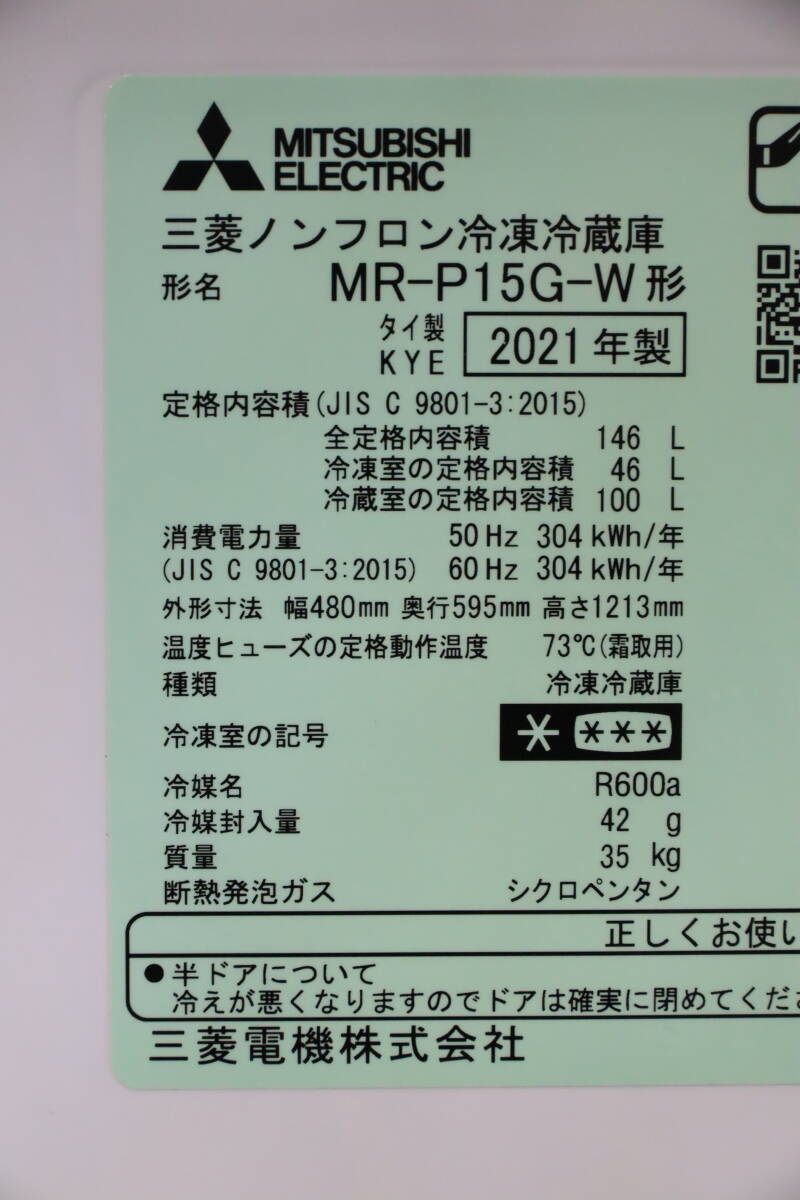 MITSUBISHI
ELECTRIC
三菱ノンフロン冷凍冷蔵庫
形名 MR-P15G-W形
タイ製
KYE 2021年製
定格内容積(JIS C 9801-3:2015)
全定格内容積 146 L
冷凍室の定格内容積 46 L
冷蔵室の定格内容積 100 L
消費電力量 50Hz 304kWh/年
(JIS C 9801-3:2015) 60Hz 304kWh/年
外形寸法 幅480mm 奥行595mm 高さ1213mm
温度ヒューズの定格動作温度 73℃(霜取用)
種類 冷凍冷蔵庫
冷凍室の記号 * ***
冷媒名 R600a
冷媒封入量 42 g
質量 35 kg
断熱発泡ガス シクロペンタン
正しくお使い
●半ドアについて
冷えが悪くなりますのでドアは確実に閉めてくださ
三菱電機株式会社